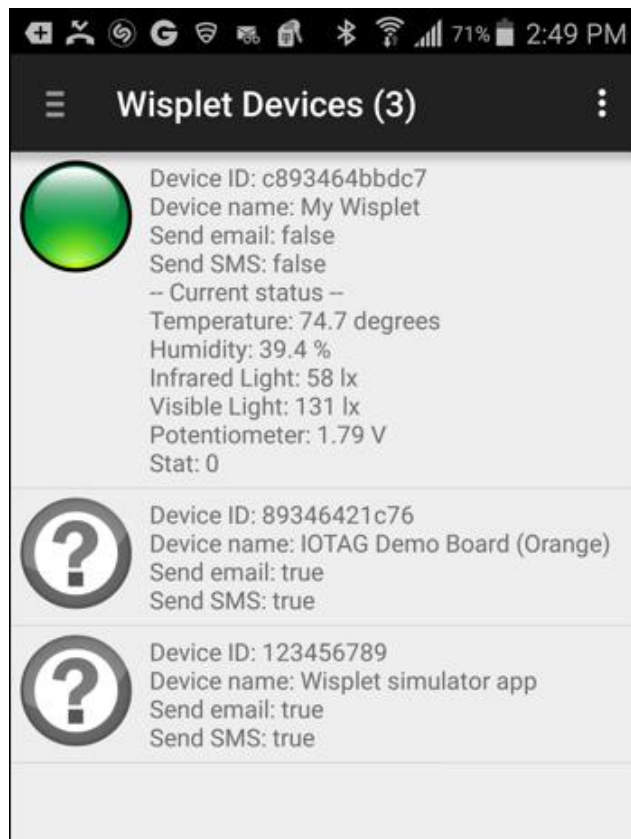 71% 2:49 PM
Wisplet Devices (3)
Device ID: c893464bbdc7
Device name: My Wisplet
Send email: false
Send SMS: false
-- Current status --
Temperature: 74.7 degrees
Humidity: 39.4 %
Infrared Light: 58 lx
Visible Light: 131 lx
Potentiometer: 1.79 V
Stat: 0
Device ID: 89346421c76
Device name: IOTAG Demo Board (Orange)
Send email: true
Send SMS: true
Device ID: 123456789
Device name: Wisplet simulator app
Send email: true
Send SMS: true